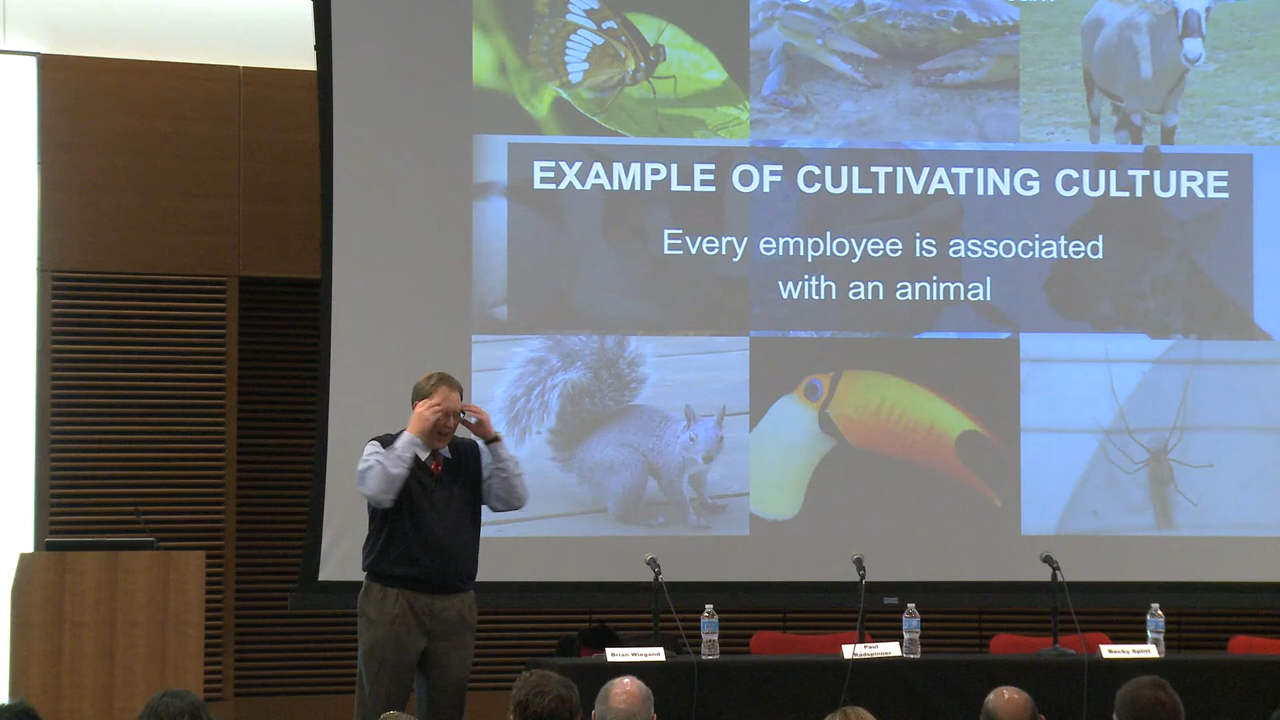 EXAMPLE OF CULTIVATING CULTURE
Every employee is associated
with an animal
Brian Wiegand
Paul
Radspinner
Becky Splitt